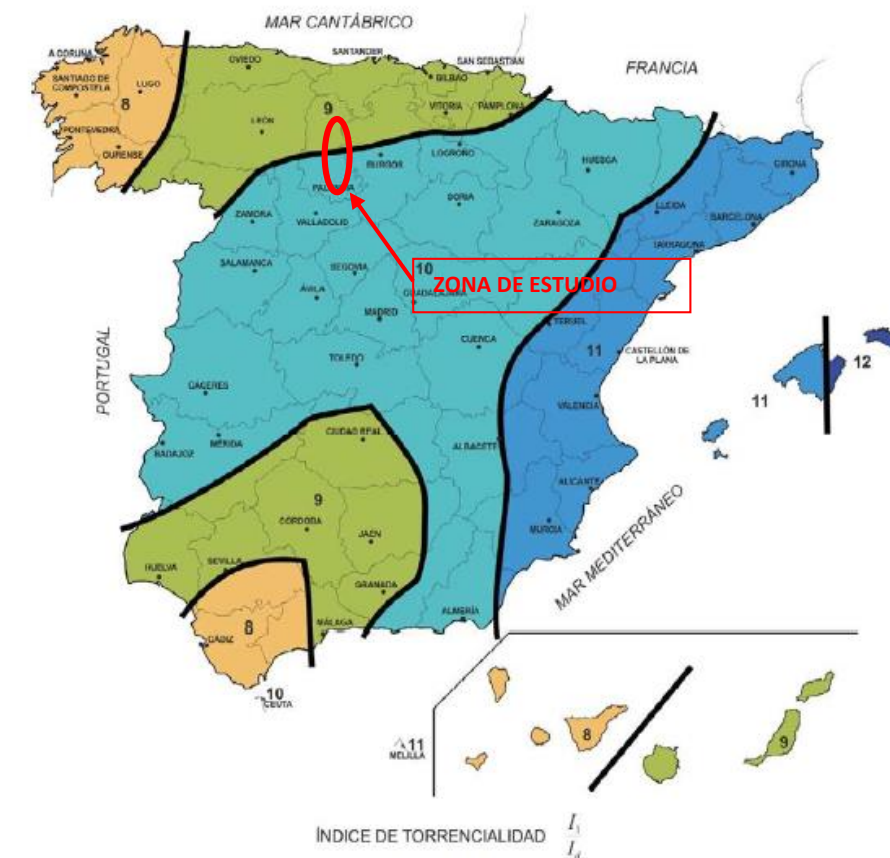 MAR CANTÁBRICO
A CORUÑA
OVIEDO
SANTANDER
SAN SEBASTIÁN
BILBAO
FRANCIA
SANTIAGO DE
COMPOSTELA
LUGO
8
9
LEÓN
VITORIA
PAMPLONA
PONTEVEDRA
OURENSE
BURGOS
LOGROÑO
HUESCA
GIRONA
ZAMORA
VALLADOLID
SORIA
ZARAGOZA
LLEIDA
BARCELONA
TARRAGONA
SALAMANCA
SEGOVIA
10
ZONA DE ESTUDIO
GUADALAJARA
ÁVILA
MADRID
TERUEL
CUENCA
11
CASTELLÓN DE
LA PLANA
12
PORTUGAL
TOLEDO
CÁCERES
11
VALENCIA
BADAJOZ
MÉRIDA
CIUDAD REAL
ALBACETE
ALICANTE
MURCIA
MAR MEDITERRÁNEO
9
CÓRDOBA
JAÉN
HUELVA
SEVILLA
GRANADA
ALMERÍA
8
CÁDIZ
MÁLAGA
10
CEUTA
11
MELILLA
8
9
ÍNDICE DE TORRENCIALIDAD I₁
I_d